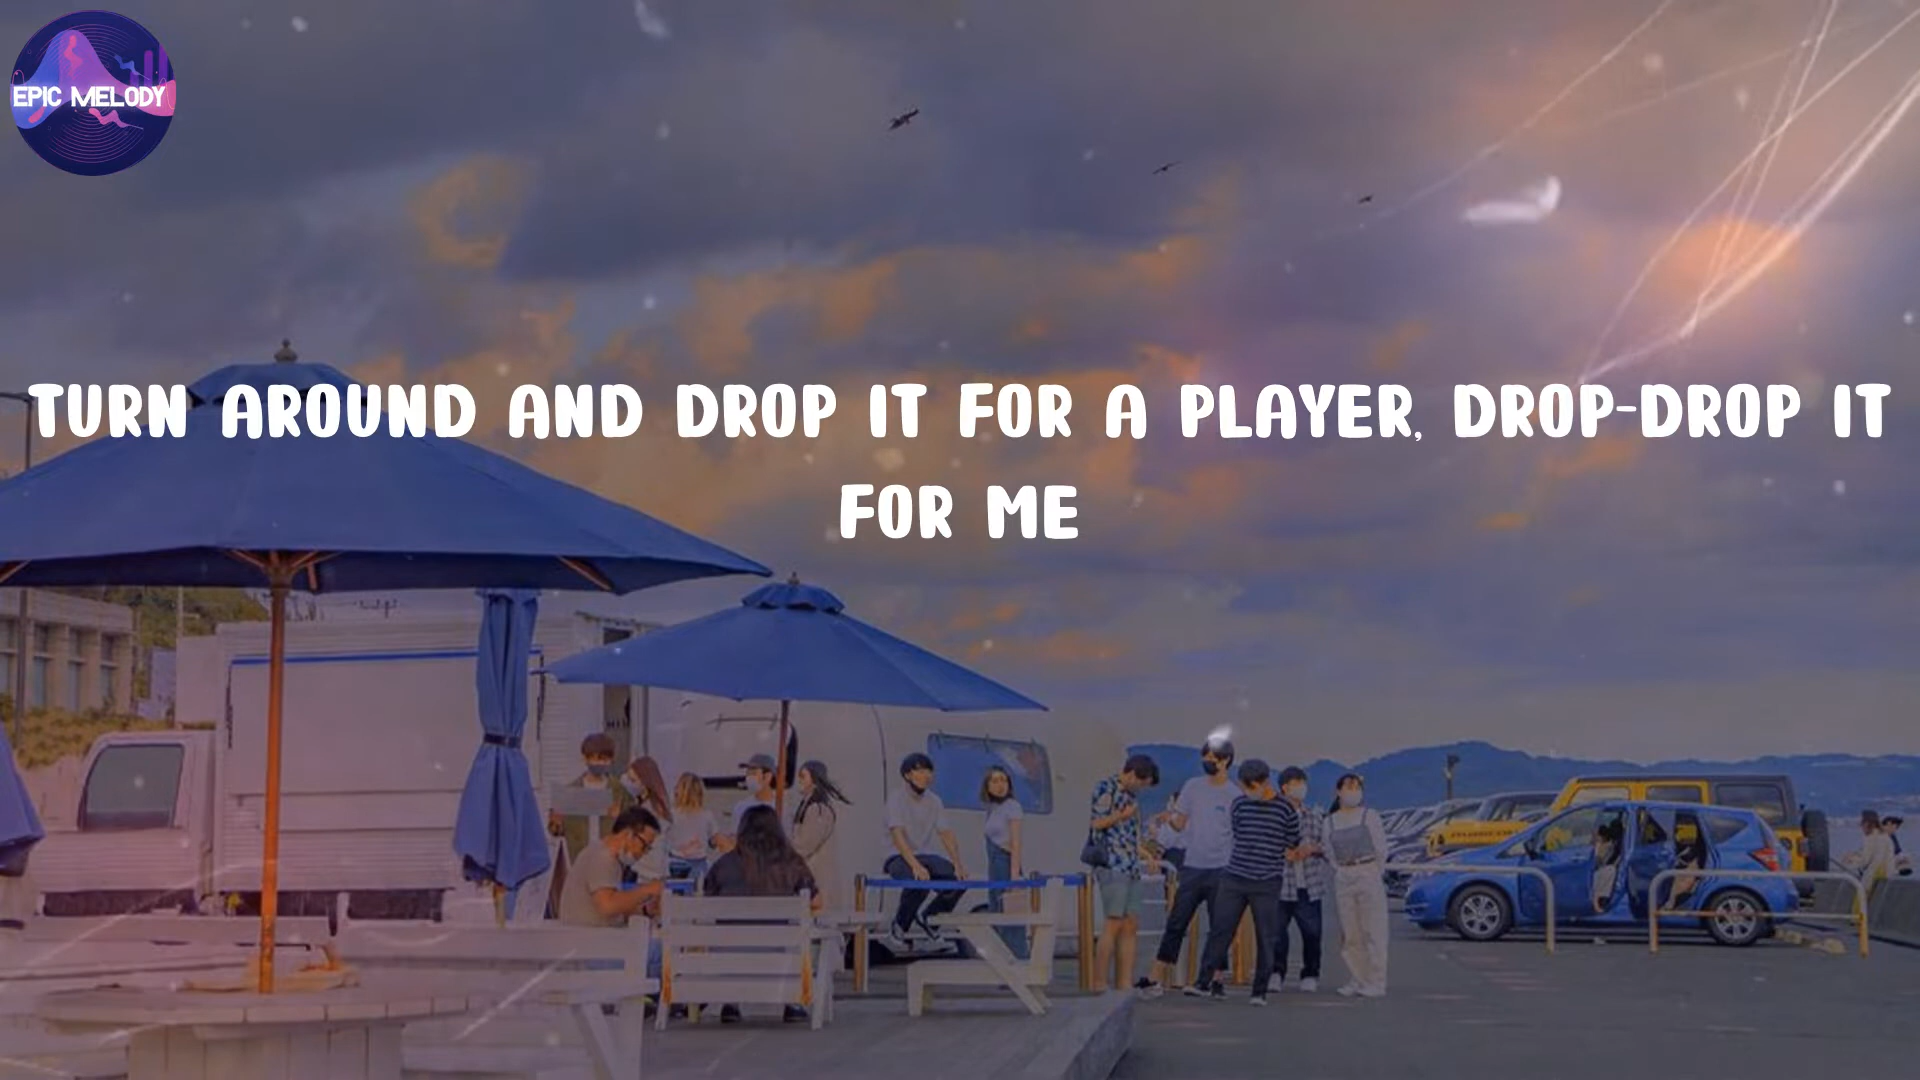 EPIC MELODY
TURN AROUND AND DROP IT FOR A PLAYER, DROP-DROP IT
FOR ME